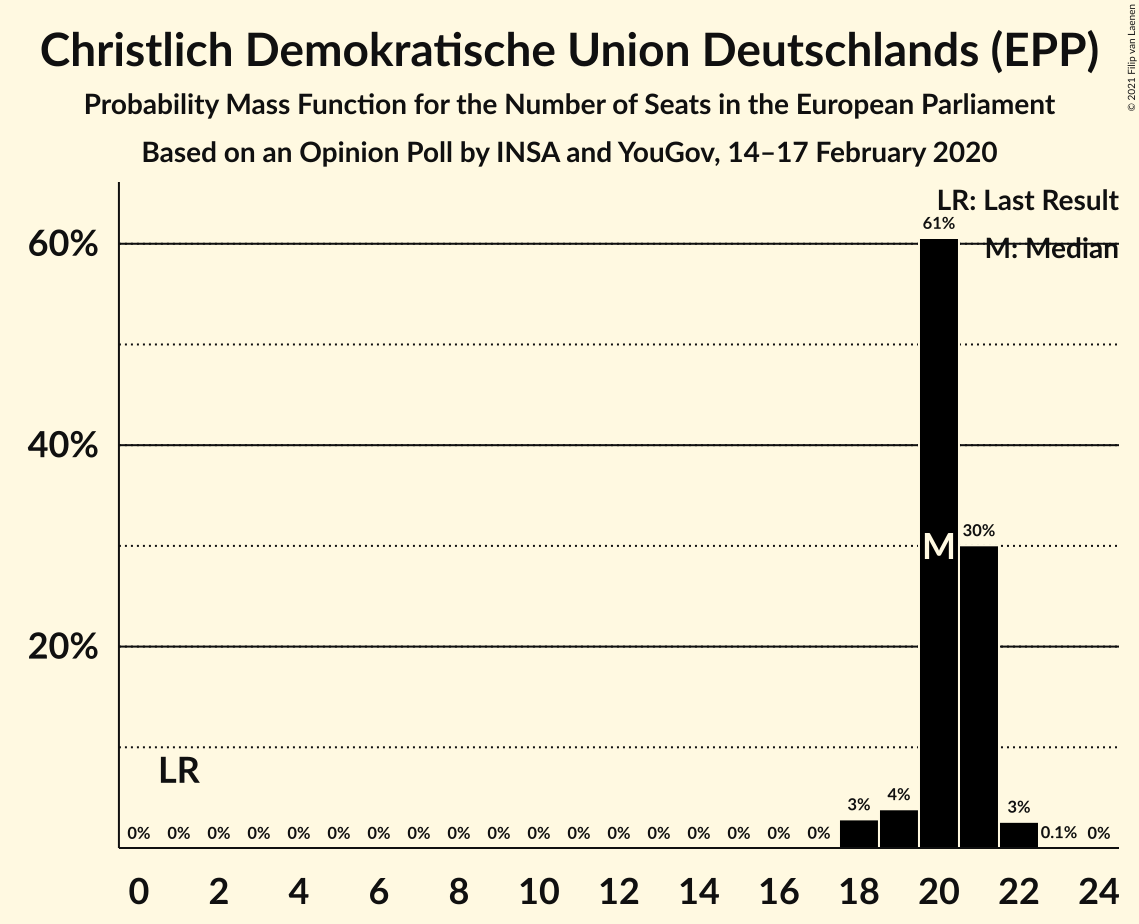 Christlich Demokratische Union Deutschlands (EPP)
Probability Mass Function for the Number of Seats in the European Parliament
Based on an Opinion Poll by INSA and YouGov, 14–17 February 2020
© 2021 Filip van Laenen
LR: Last Result
M: Median
60%
40%
20%
61%
M
30%
LR
0% 0% 0% 0% 0% 0% 0% 0% 0% 0% 0% 0% 0% 0% 0% 0% 0% 0% 3% 4% 3% 0.1% 0%
0 2 4 6 8 10 12 14 16 18 20 22 24